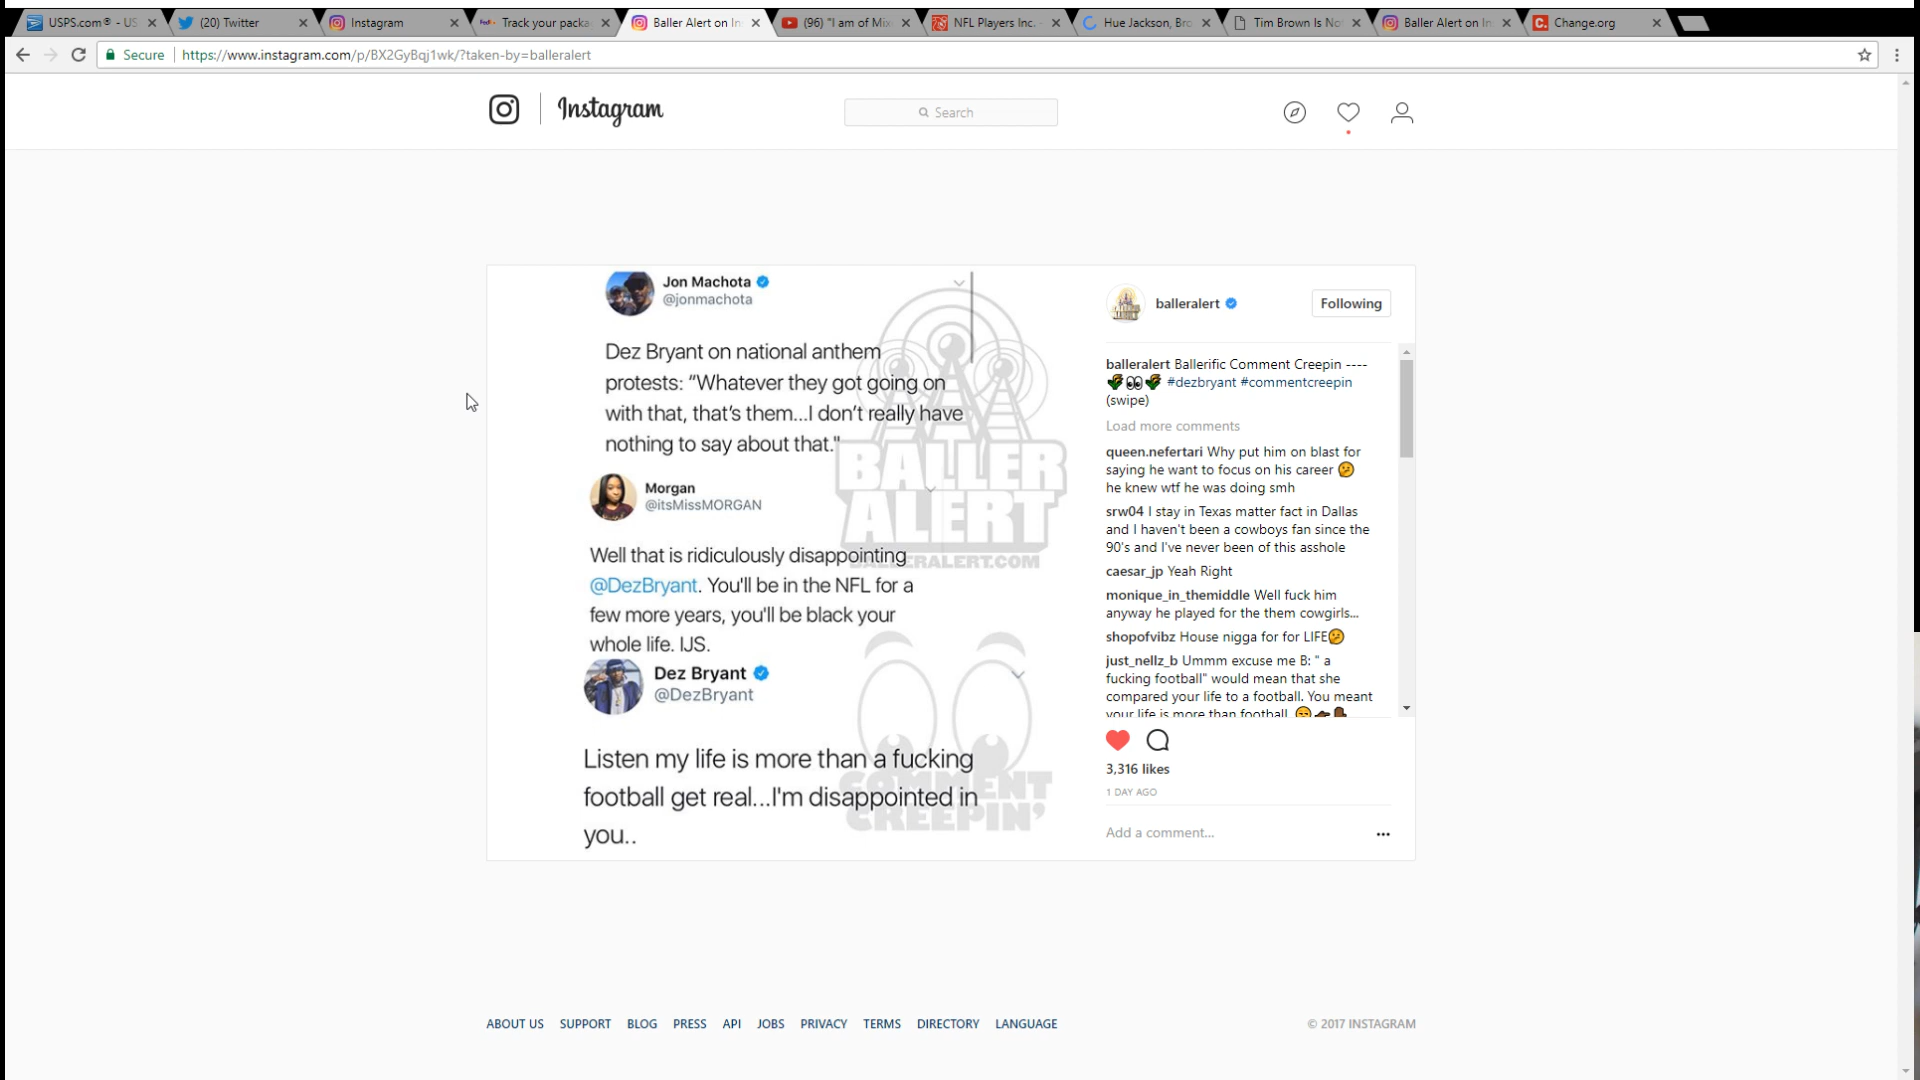 USPS.com® - US
(20) Twitter
Instagram
FedEx
Track your packa
Baller Alert on In
(96) "I am of Mix
NFL Players Inc. -
Hue Jackson, Bro
Tim Brown Is No
Baller Alert on In
C.
Change.org
Secure
https://www.instagram.com/p/BX2GyBqj1wk/?taken-by=balleralert
Instagram
Search
Jon Machota
@jonmachota
Dez Bryant on national anthem
protests: “Whatever they got going on
with that, that’s them...I don’t really have
nothing to say about that."
BALLER
ALERT
BALLERALERT.COM
Morgan
@itsMissMORGAN
Well that is ridiculously disappointing
@DezBryant. You'll be in the NFL for a
few more years, you'll be black your
whole life. IJS.
Dez Bryant
@DezBryant
Listen my life is more than a fucking
football get real...I'm disappointed in
you..
COMMENT
CREEPIN'
balleralert
Following
balleralert Ballerific Comment Creepin ----
🌾👀🌾 #dezbryant #commentcreepin
(swipe)
Load more comments
queen.nefertari Why put him on blast for
saying he want to focus on his career 🤔
he knew wtf he was doing smh
srw04 I stay in Texas matter fact in Dallas
and I haven't been a cowboys fan since the
90's and I've never been of this asshole
caesar_jp Yeah Right
monique_in_themiddle Well fuck him
anyway he played for the them cowgirls...
shopofvibz House nigga for for LIFE🤔
just_nellz_b Ummm excuse me B: " a
fucking football" would mean that she
compared your life to a football. You meant
your life is more than football.
3,316 likes
1 DAY AGO
Add a comment...
ABOUT US SUPPORT BLOG PRESS API JOBS PRIVACY TERMS DIRECTORY LANGUAGE
© 2017 INSTAGRAM